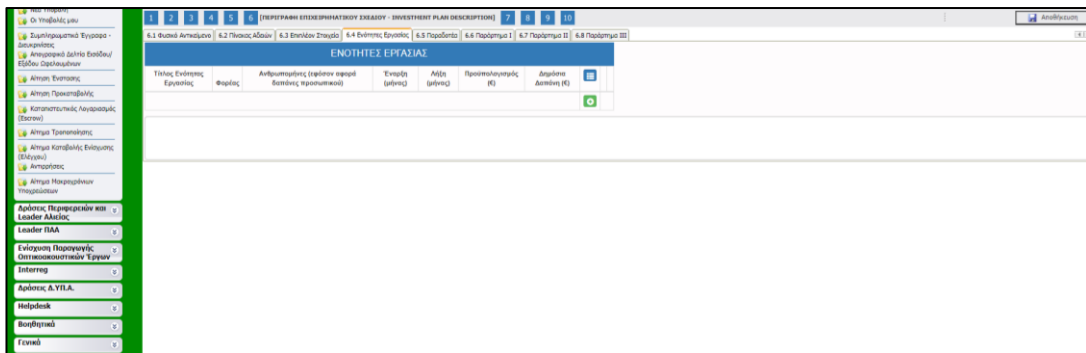 Νέα Υποβολή
Οι Υποβολές μου
Συμπληρωματικά Έγγραφα -
Διευκρινίσεις
Απογραφικό Δελτίο Εισόδου/
Εξόδου Ωφελουμένων
Αίτηση Ένστασης
Αίτηση Προκαταβολής
Καταπιστευτικός Λογαριασμός
(Escrow)
Αίτημα Τροποποίησης
Αίτημα Καταβολής Ενίσχυσης
(Ελέγχου)
Αντιρρήσεις
Αίτημα Μακροχρόνιων
Υποχρεώσεων
Δράσεις Περιφερειών και
Leader Αλιείας
Leader ΠΑΑ
Ενίσχυση Παραγωγής
Οπτικοακουστικών Έργων
Interreg
Δράσεις Δ.ΥΠ.Α.
Helpdesk
Βοηθητικά
Γενικά
1 2 3 4 5 6 [ΠΕΡΙΓΡΑΦΗ ΕΠΙΧΕΙΡΗΜΑΤΙΚΟΥ ΣΧΕΔΙΟΥ - INVESTMENT PLAN DESCRIPTION] 7 8 9 10
Αποθήκευση
6.1 Φυσικό Αντικείμενο 6.2 Πίνακας Αδειών 6.3 Επιπλέον Στοιχεία 6.4 Ενότητες Εργασίας 6.5 Παραδοτέα 6.6 Παράρτημα I 6.7 Παράρτημα II 6.8 Παράρτημα III
ΕΝΟΤΗΤΕΣ ΕΡΓΑΣΙΑΣ
Τίτλος Ενότητας Εργασίας Φορέας Ανθρωπομήνες (εφόσον αφορά δαπάνες προσωπικού) Έναρξη (μήνας) Λήξη (μήνας) Προϋπολογισμός (€) Δημόσια Δαπάνη (€)